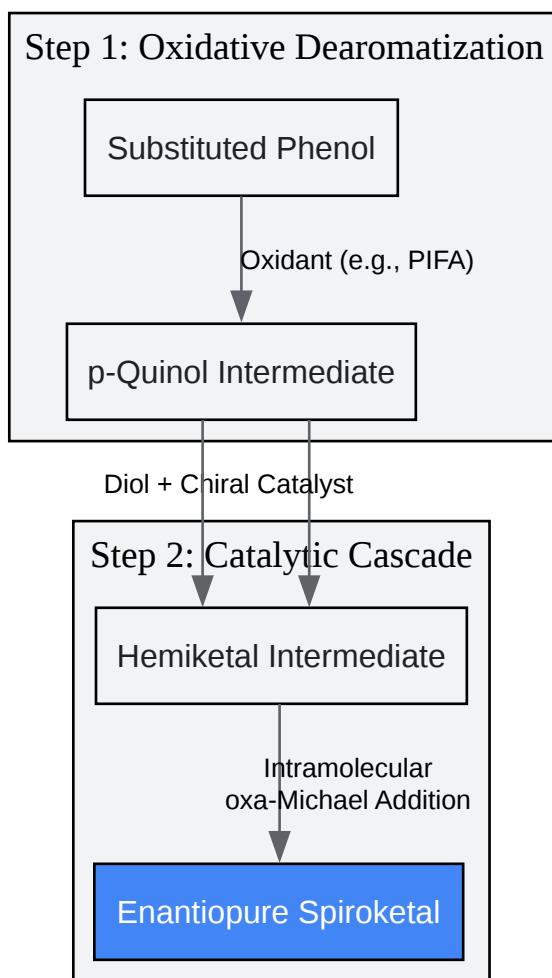 Step 1: Oxidative Dearomatization
Substituted Phenol
Oxidant (e.g., PIFA)
p-Quinol Intermediate
Diol + Chiral Catalyst
Step 2: Catalytic Cascade
Hemiketal Intermediate
Intramolecular
oxa-Michael Addition
Enantiopure Spiroketal